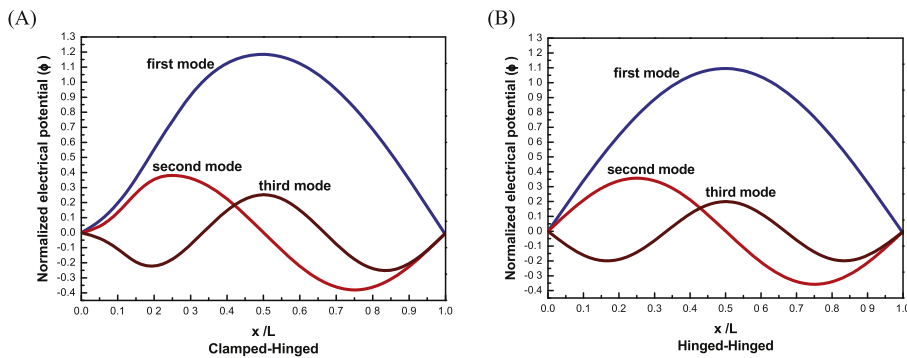 (A)
Normalized electrical potential (ϕ)
1.3
1.2
1.1
1.0
0.9
0.8
0.7
0.6
0.5
0.4
0.3
0.2
0.1
-0.0
-0.1
-0.2
-0.3
-0.4
first mode
second mode
third mode
0.0 0.1 0 2 0.3 0.4 0.5 0.6 0.7 0.8 0.9 1.0
x /L
Clamped-Hinged
(B)
Normalized electrical potential (ϕ)
1.3
1.2
1.1
1.0
0.9
0.8
0.7
0.6
0.5
0.4
0.3
0.2
0.1
-0.0
-0.1
-0.2
-0.3
-0.4
first mode
second mode
third mode
0.0 0.1 0 2 0.3 0.4 0.5 0.6 0.7 0.8 0.9 1.0
x /L
Hinged-Hinged